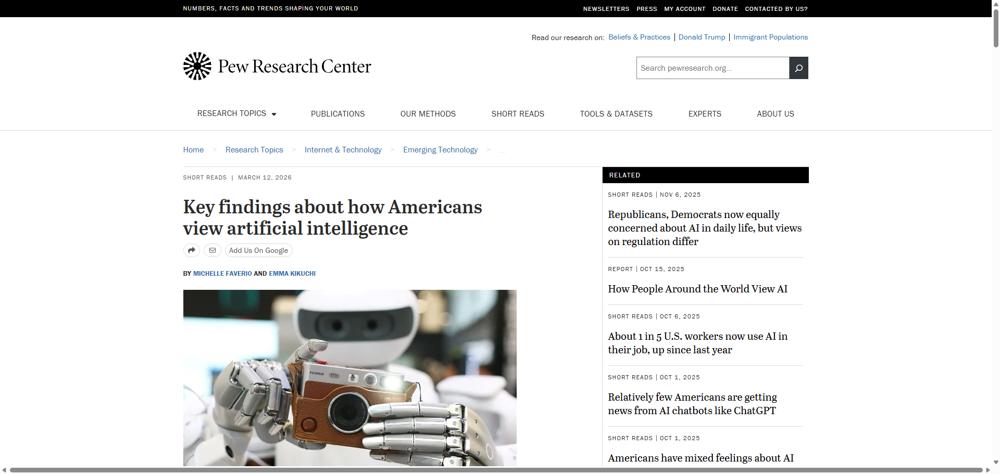 NUMBERS, FACTS AND TRENDS SHAPING YOUR WORLD
NEWSLETTERS PRESS MY ACCOUNT DONATE CONTACTED BY US?
Read our research on: Beliefs & Practices | Donald Trump | Immigrant Populations
Pew Research Center
Search pewresearch.org...
RESEARCH TOPICS PUBLICATIONS OUR METHODS SHORT READS TOOLS & DATASETS EXPERTS ABOUT US
Home > Research Topics > Internet & Technology > Emerging Technology > ...
SHORT READS | MARCH 12, 2026
Key findings about how Americans
view artificial intelligence
Add Us On Google
BY MICHELLE FAVERIO AND EMMA KIKUCHI
FUJIFILM
RELATED
SHORT READS | NOV 6, 2025
Republicans, Democrats now equally
concerned about AI in daily life, but views
on regulation differ
REPORT | OCT 15, 2025
How People Around the World View AI
SHORT READS | OCT 6, 2025
About 1 in 5 U.S. workers now use AI in
their job, up since last year
SHORT READS | OCT 1, 2025
Relatively few Americans are getting
news from AI chatbots like ChatGPT
SHORT READS | OCT 1, 2025
Americans have mixed feelings about AI